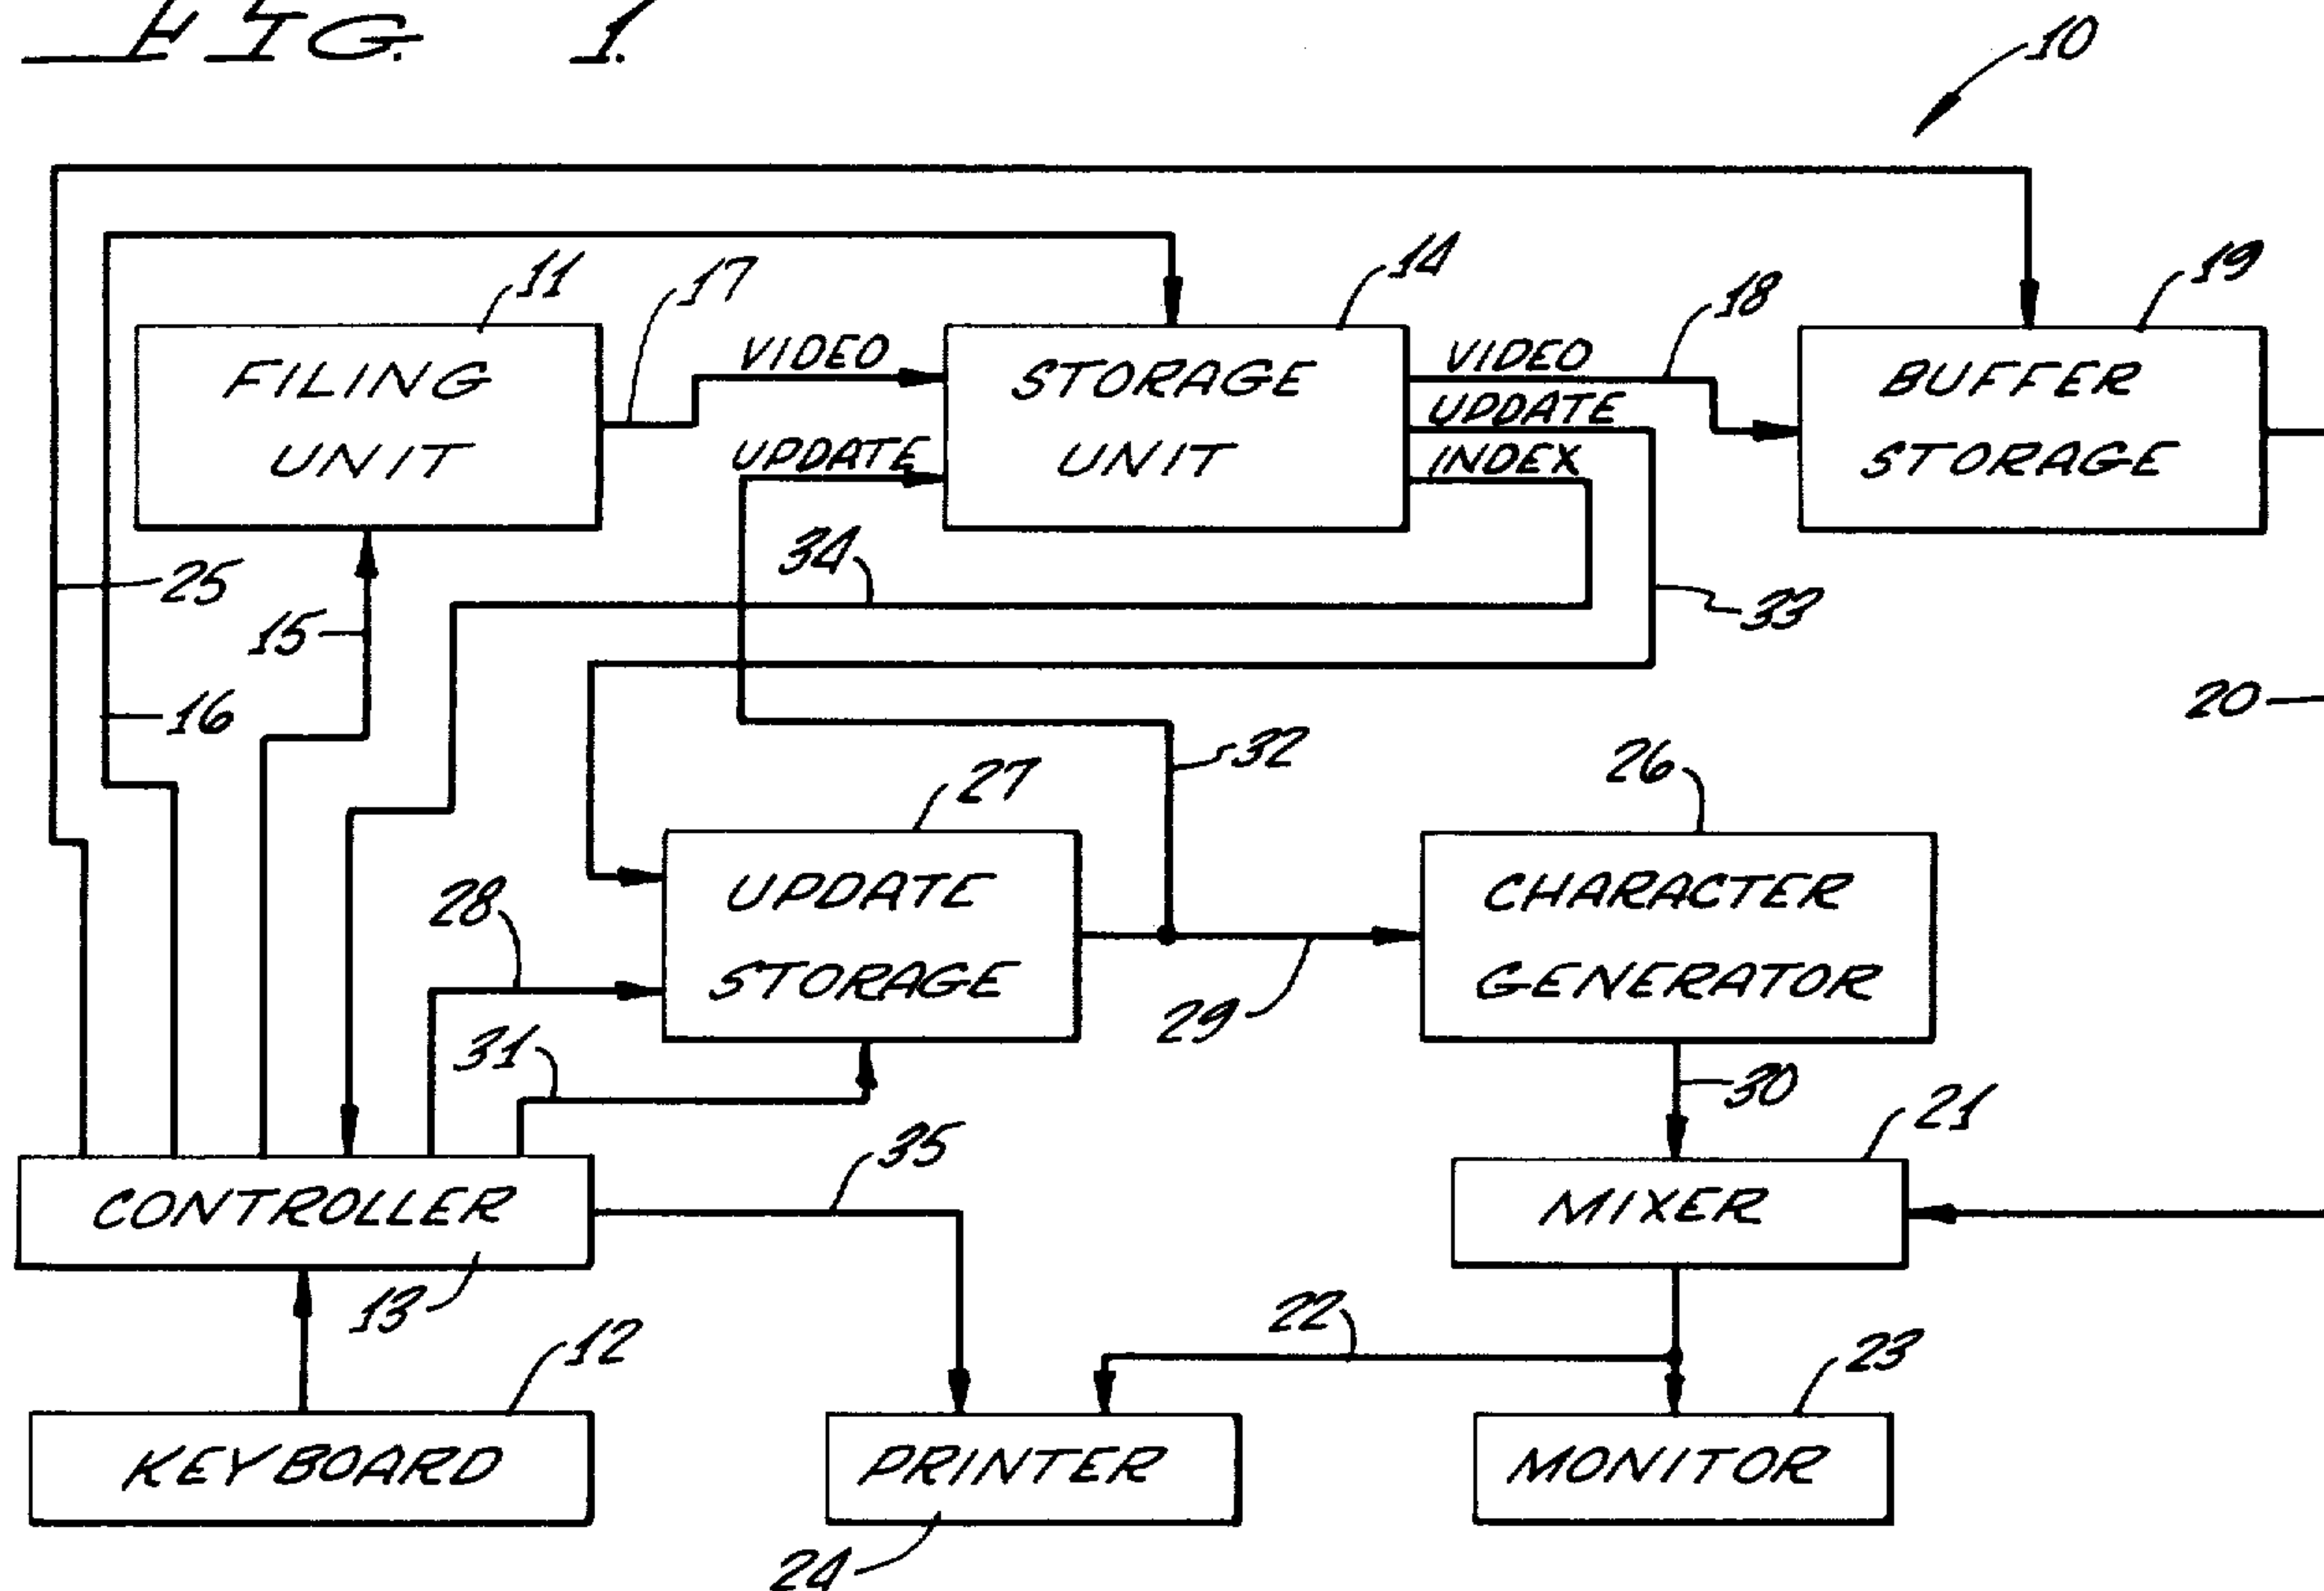 FIG. 1.
10
11
17
14
18
19
FILING
UNIT
VIDEO
UPDATE
STORAGE
UNIT
VIDEO
UPDATE
INDEX
BUFFER
STORAGE
25
15
16
34
33
20
32
27
26
28
UPDATE
STORAGE
CHARACTER
GENERATOR
29
31
30
35
21
CONTROLLER
MIXER
13
22
12
23
KEYBOARD
PRINTER
MONITOR
24